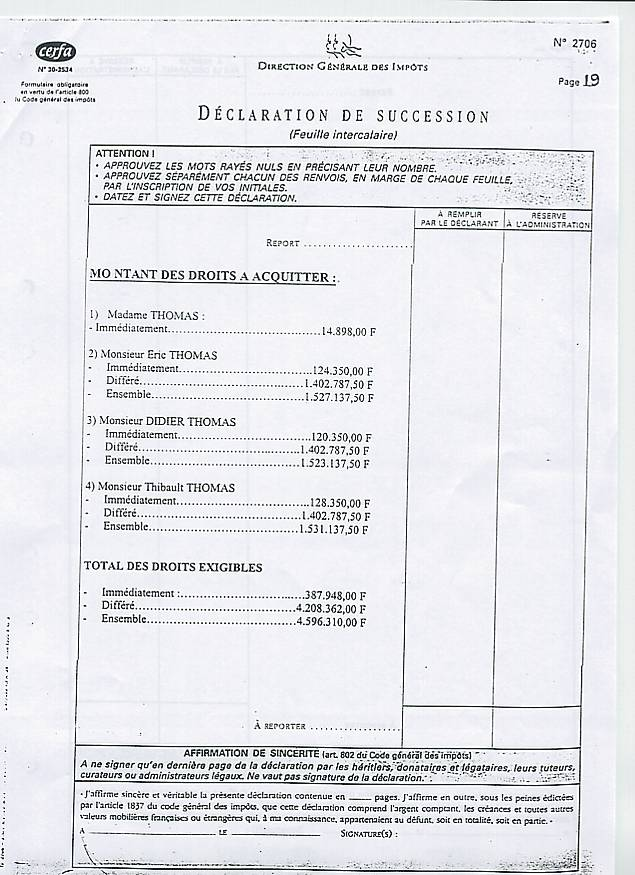 cerfa
N° 30-2524
Formulaire obligatoire
en vertu de l'article 800
du Code général des impôts
DIRECTION GÉNÉRALE DES IMPÔTS
N° 2706
Page 19
DÉCLARATION DE SUCCESSION
(Feuille intercalaire)
ATTENTION !
• APPROUVEZ LES MOTS RAYÉS NULS EN PRÉCISANT LEUR NOMBRE.
• APPROUVEZ SÉPARÉMENT CHACUN DES RENVOIS, EN MARGE DE CHAQUE FEUILLE,
PAR L'INSCRIPTION DE VOS INITIALES.
• DATEZ ET SIGNEZ CETTE DÉCLARATION.
À REMPLIR
PAR LE DÉCLARANT
RÉSERVÉ
À L'ADMINISTRATION
REPORT ......................
MO NTANT DES DROITS A ACQUITTER :
1) Madame THOMAS :
- Immédiatement...................................14.898,00 F
2) Monsieur Eric THOMAS
- Immédiatement...............................124.350,00 F
- Différé........................................1.402.787,50 F
- Ensemble.....................................1.527.137,50 F
3) Monsieur DIDIER THOMAS
- Immédiatement...............................120.350,00 F
- Différé........................................1.402.787,50 F
- Ensemble.....................................1.523.137,50 F
4) Monsieur Thibault THOMAS
- Immédiatement...............................128.350,00 F
- Différé........................................1.402.787,50 F
- Ensemble.....................................1.531.137,50 F
TOTAL DES DROITS EXIGIBLES
- Immédiatement :.............................387.948,00 F
- Différé........................................4.208.362,00 F
- Ensemble.....................................4.596.310,00 F
À REPORTER ..................
AFFIRMATION DE SINCERITE (art. 802 du Code général des impôts)
A ne signer qu'en dernière page de la déclaration par les héritiers, donataires et légataires, leurs tuteurs,
curateurs ou administrateurs légaux. Ne vaut pas signature de la déclaration.
- J'affirme sincère et véritable la présente déclaration contenue en ____ pages. J'affirme en outre, sous les peines édictées
par l'article 1837 du code général des impôts, que cette déclaration comprend l'argent comptant, les créances et toutes autres
valeurs mobilières françaises ou étrangères qui, à ma connaissance, appartenaient au défunt, soit en totalité, soit en partie. -
A ____________ LE ____________ SIGNATURE(S) :